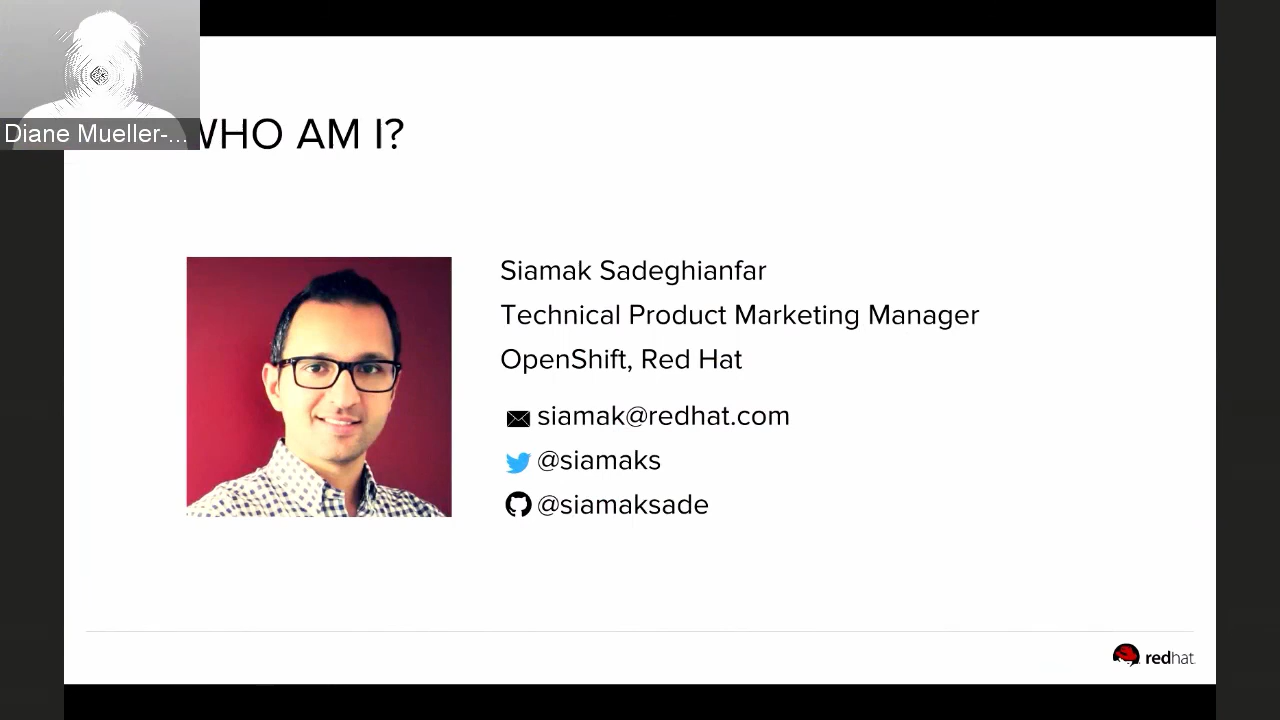 Diane Mueller-...
WHO AM I?
Siamak Sadeghianfar
Technical Product Marketing Manager
OpenShift, Red Hat
siamak@redhat.com
@siamaks
@siamaksade
redhat.